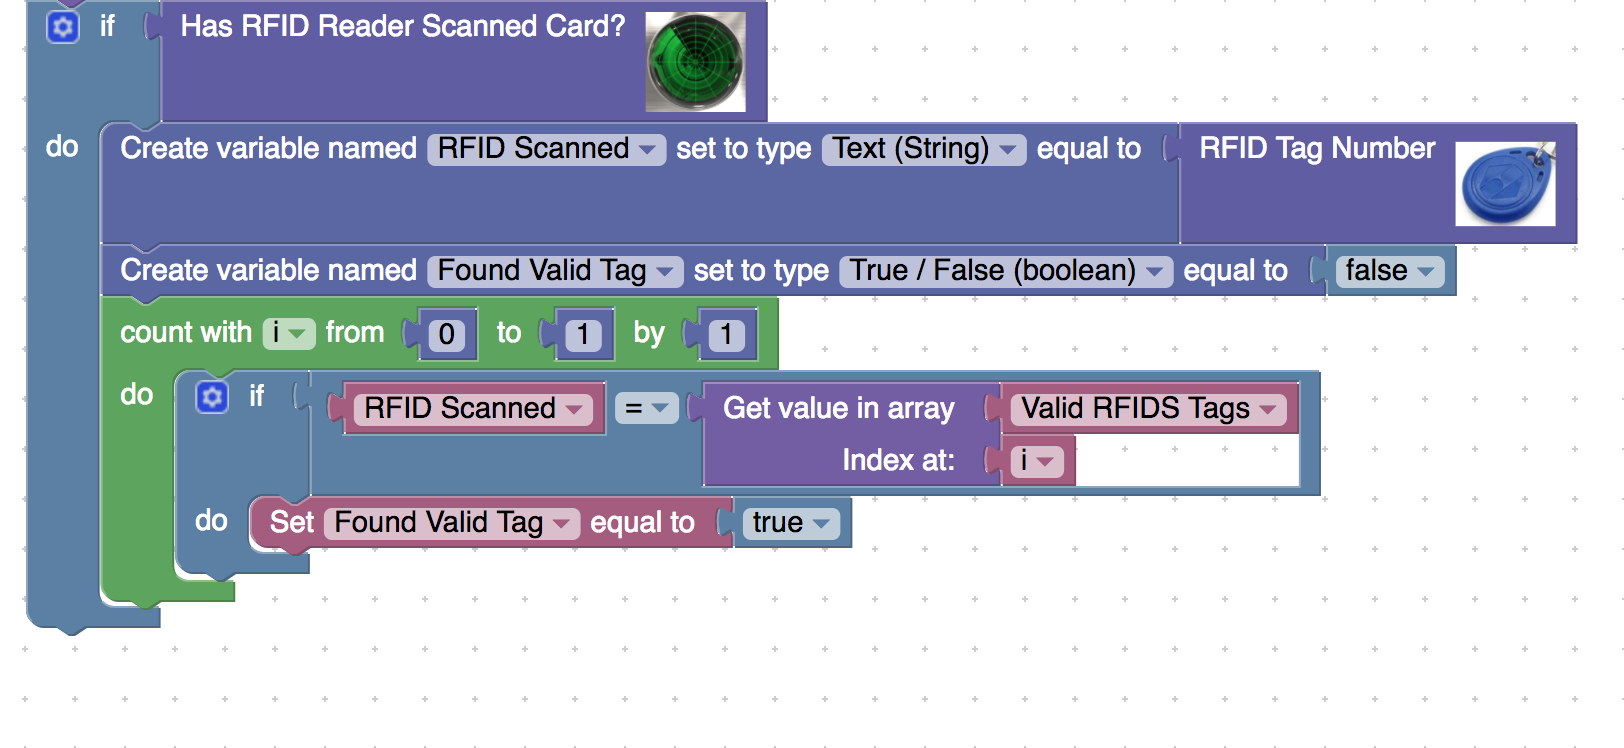 if Has RFID Reader Scanned Card?
do Create variable named RFID Scanned set to type Text (String) equal to RFID Tag Number
Create variable named Found Valid Tag set to type True / False (boolean) equal to false
count with i from 0 to 1 by 1
do if RFID Scanned = Get value in array Valid RFIDS Tags
Index at: i
do Set Found Valid Tag equal to true